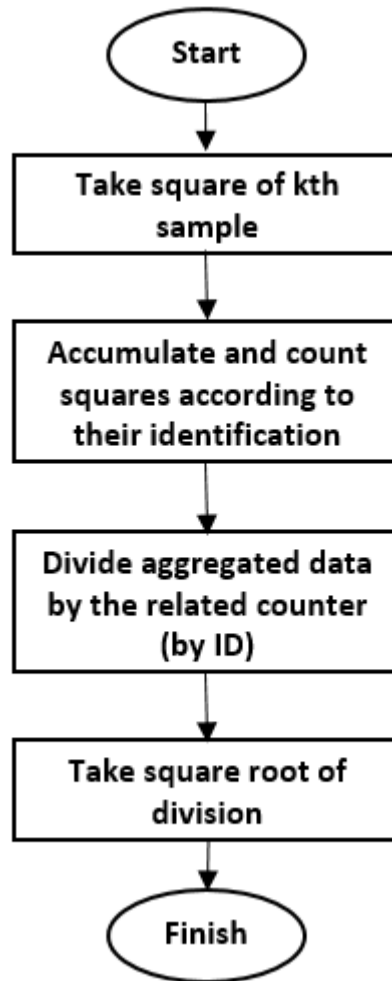 Start
Take square of kth
sample
Accumulate and count
squares according to
their identification
Divide aggregated data
by the related counter
(by ID)
Take square root of
division
Finish